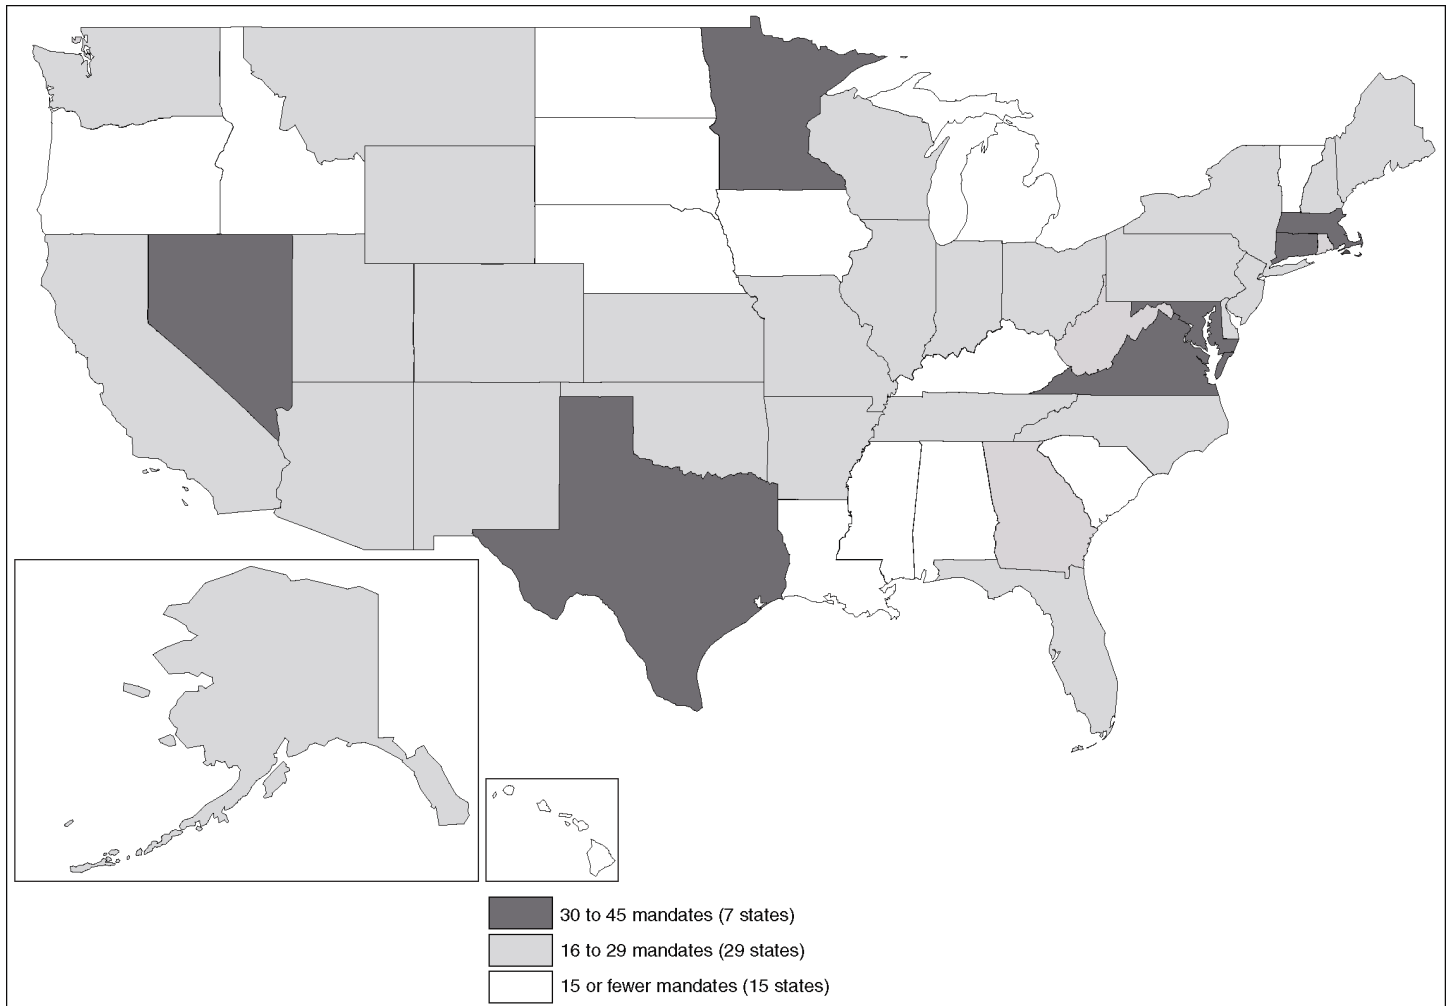 30 to 45 mandates (7 states)
16 to 29 mandates (29 states)
15 or fewer mandates (15 states)